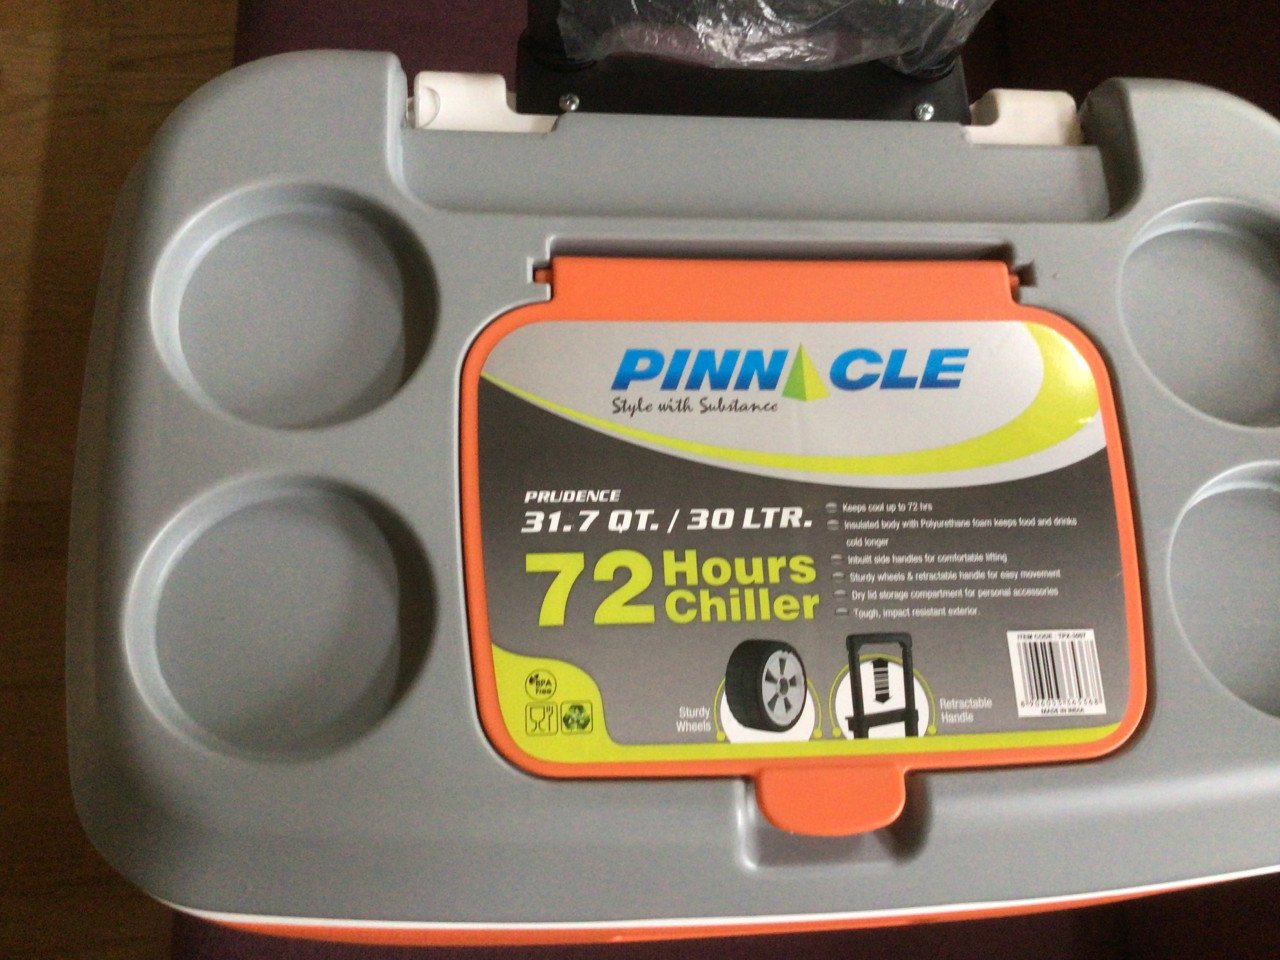 PINNACLE
Style with Substance
PRUDENCE
31.7 QT. / 30 LTR.
72 Hours
Chiller
Keeps cool up to 72 hrs
Insulated body with Polyurethane foam keeps food and drinks
cold longer
Inbuilt side handles for comfortable lifting
Sturdy wheels & retractable handle for easy movement
Dry lid storage compartment for personal accessories
Tough, impact resistant exterior.
BPA
Free
Sturdy
Wheels
Retractable
Handle
ITEM CODE :
MADE IN INDIA